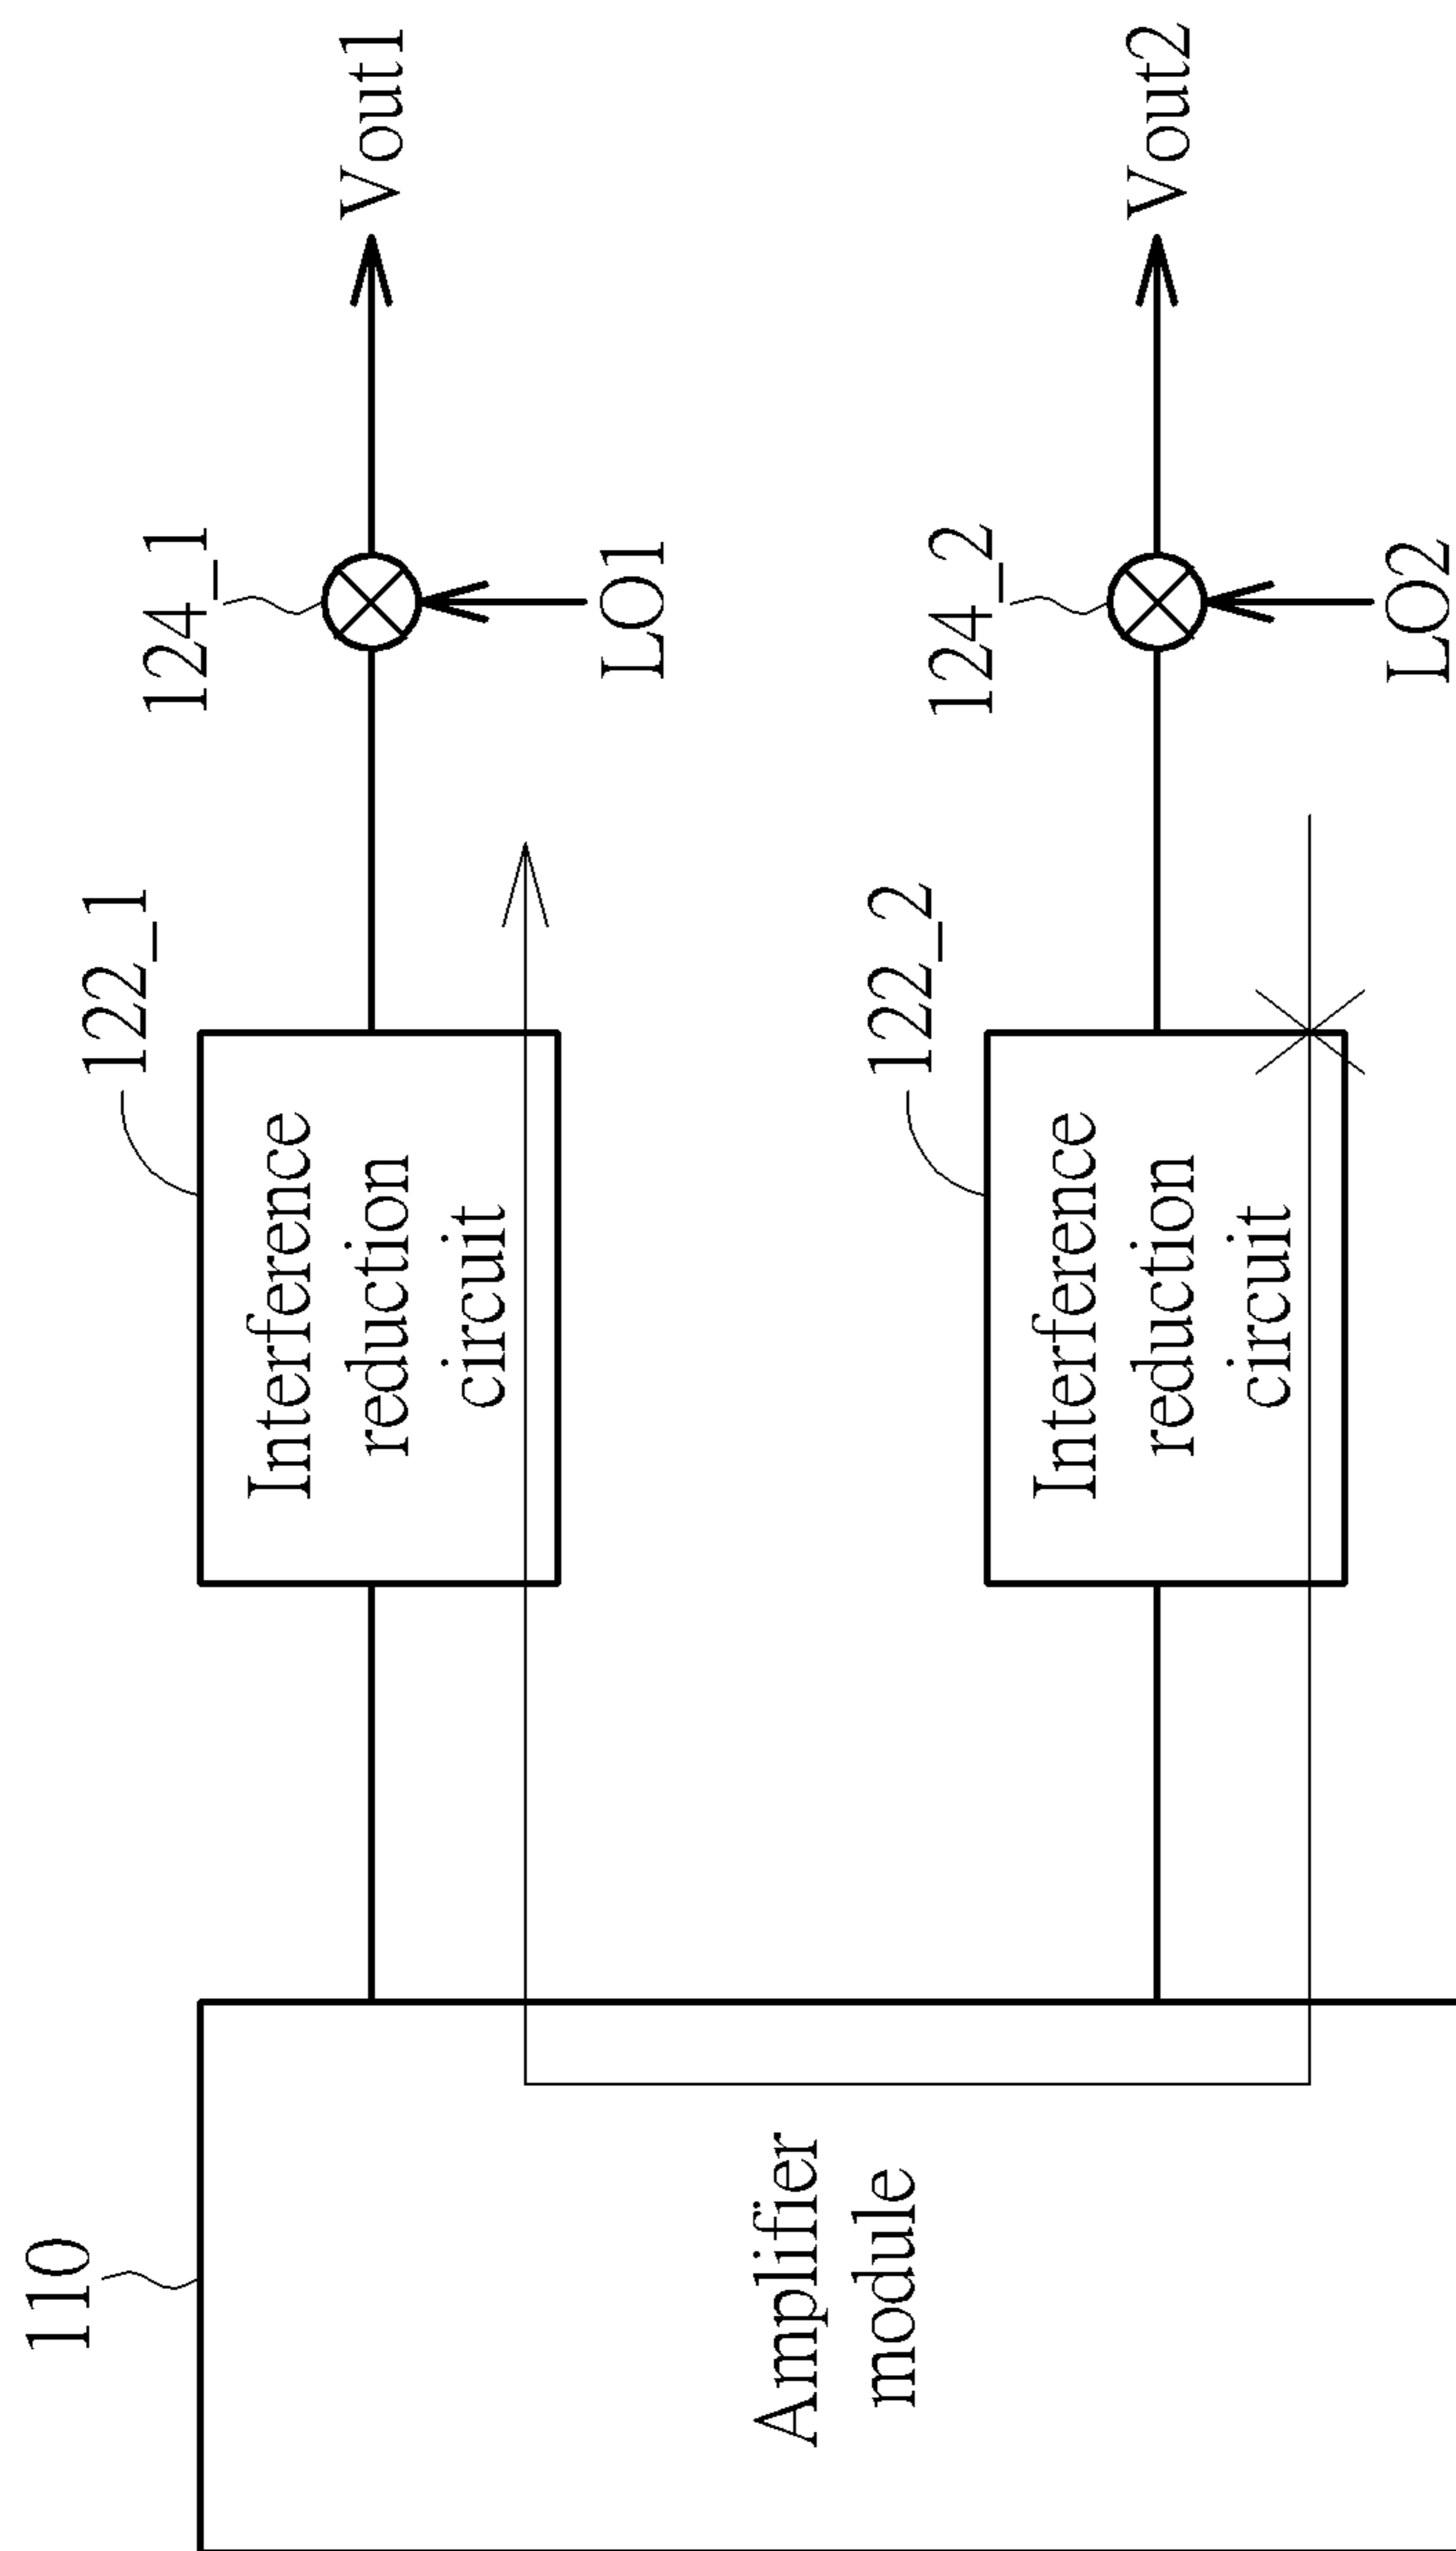 110
Amplifier
module
122_1
Interference
reduction
circuit
124_1
LO1
Vout1
122_2
Interference
reduction
circuit
124_2
LO2
Vout2